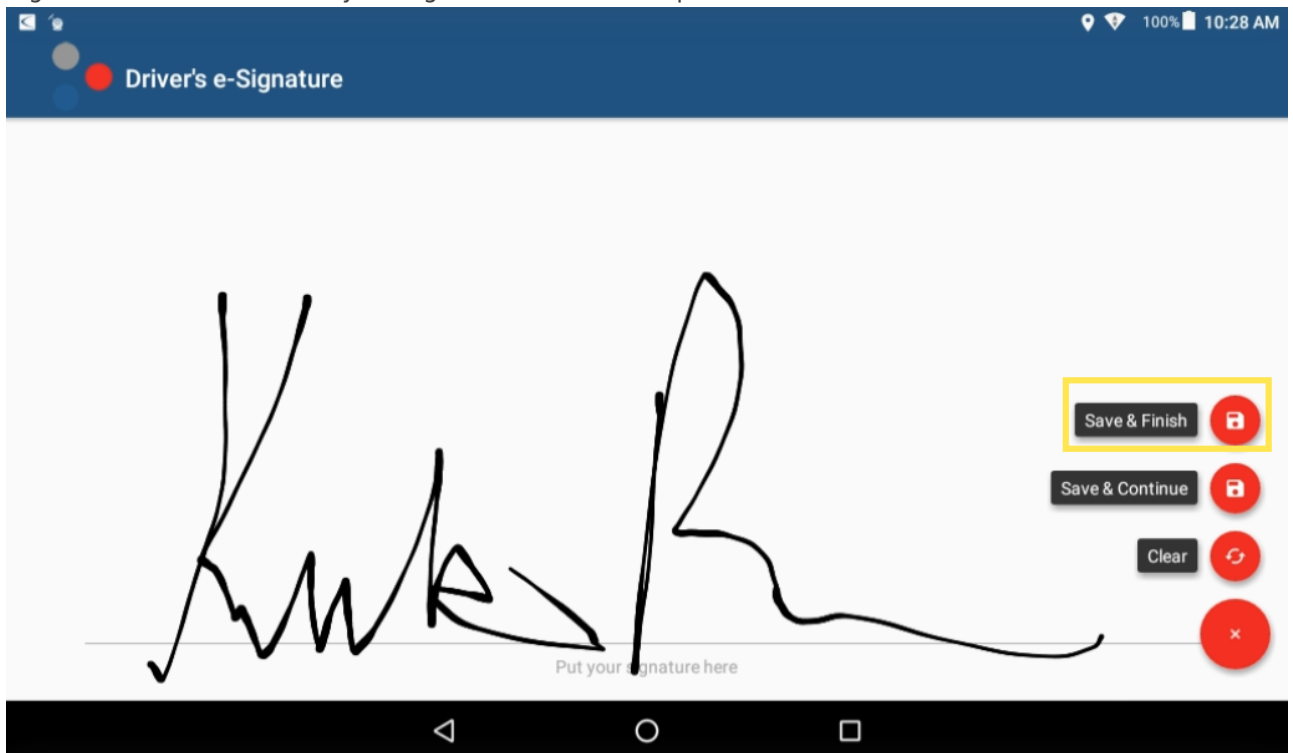 100% 10:28 AM
Driver's e-Signature
Save & Finish
Save & Continue
Clear
Put your signature here